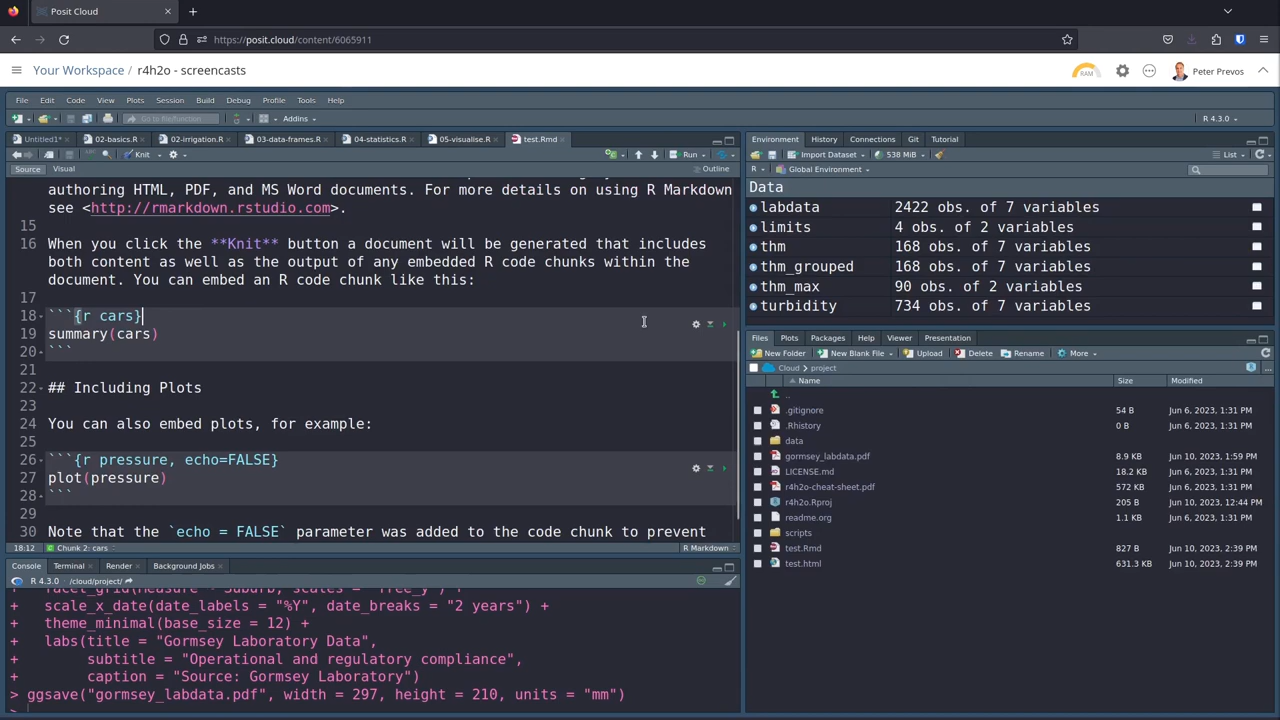 Posit Cloud
https://posit.cloud/content/6065911
Your Workspace / r4h2o - screencasts
RAM
Peter Prevos
File Edit Code View Plots Session Build Debug Profile Tools Help
Go to file/function
Addins
R 4.3.0
Untitled1* 02-basics.R 02-irrigation.R 03-data-frames.R 04-statistics.R 05-visualise.R test.Rmd
Knit
Run
Source Visual
Outline
authoring HTML, PDF, and MS Word documents. For more details on using R Markdown
see <http://rmarkdown.rstudio.com>.
15
16 When you click the **Knit** button a document will be generated that includes
both content as well as the output of any embedded R code chunks within the
document. You can embed an R code chunk like this:
17
18 ```{r cars}
19 summary(cars)
20 ```
21
22 ## Including Plots
23
24 You can also embed plots, for example:
25
26 ```{r pressure, echo=FALSE}
27 plot(pressure)
28 ```
29
30 Note that the `echo = FALSE` parameter was added to the code chunk to prevent
18:12 Chunk 2: cars R Markdown
Console Terminal Render Background Jobs
R 4.3.0 · /cloud/project/
+ facet_grid(measure ~ Suburb, scales = "free_y") +
+ scale_x_date(date_labels = "%Y", date_breaks = "2 years") +
+ theme_minimal(base_size = 12) +
+ labs(title = "Gormsey Laboratory Data",
+ subtitle = "Operational and regulatory compliance",
+ caption = "Source: Gormsey Laboratory")
> ggsave("gormsey_labdata.pdf", width = 297, height = 210, units = "mm")
>
Environment History Connections Git Tutorial
Import Dataset 538 MiB List
R Global Environment
Data
labdata 2422 obs. of 7 variables
limits 4 obs. of 2 variables
thm 168 obs. of 7 variables
thm_grouped 168 obs. of 7 variables
thm_max 90 obs. of 2 variables
turbidity 734 obs. of 7 variables
Files Plots Packages Help Viewer Presentation
New Folder New Blank File Upload Delete Rename More
Cloud project ...
Name Size Modified
..
.gitignore 54 B Jun 6, 2023, 1:31 PM
.Rhistory 0 B Jun 6, 2023, 1:31 PM
data
gormsey_labdata.pdf 8.9 KB Jun 10, 2023, 1:59 PM
LICENSE.md 18.2 KB Jun 6, 2023, 1:31 PM
r4h2o-cheat-sheet.pdf 572 KB Jun 6, 2023, 1:31 PM
r4h2o.Rproj 205 B Jun 10, 2023, 12:44 PM
readme.org 1.1 KB Jun 6, 2023, 1:31 PM
scripts
test.Rmd 827 B Jun 10, 2023, 2:39 PM
test.html 631.3 KB Jun 10, 2023, 2:39 PM